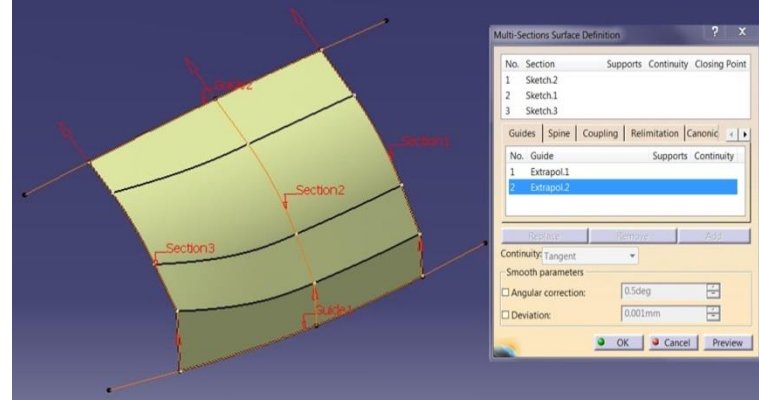 Multi-Sections Surface Definition
? X
No. Section Supports Continuity Closing Point
1 Sketch.2
2 Sketch.1
3 Sketch.3
Guides Spine Coupling Relimitation Canonic
No. Guide Supports Continuity
1 Extrapol.1
2 Extrapol.2
Replace Remove Add
Continuity: Tangent
Smooth parameters
Angular correction: 0.5deg
Deviation: 0.001mm
OK Cancel Preview
Guide2
Section1
Section2
Section3
Guide1